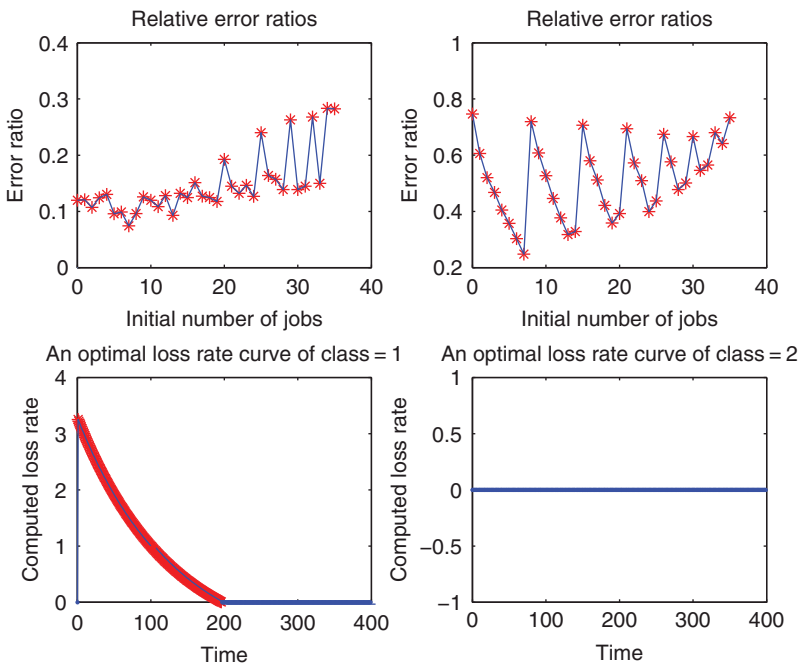 Relative error ratios
0.4
0.3
0.2
0.1
0
Error ratio
0 10 20 30 40
Initial number of jobs
Relative error ratios
1
0.8
0.6
0.4
0.2
Error ratio
0 10 20 30 40
Initial number of jobs
An optimal loss rate curve of class = 1
4
3
2
1
0
Computed loss rate
0 100 200 300 400
Time
An optimal loss rate curve of class = 2
1
0.5
0
−0.5
−1
Computed loss rate
0 100 200 300 400
Time